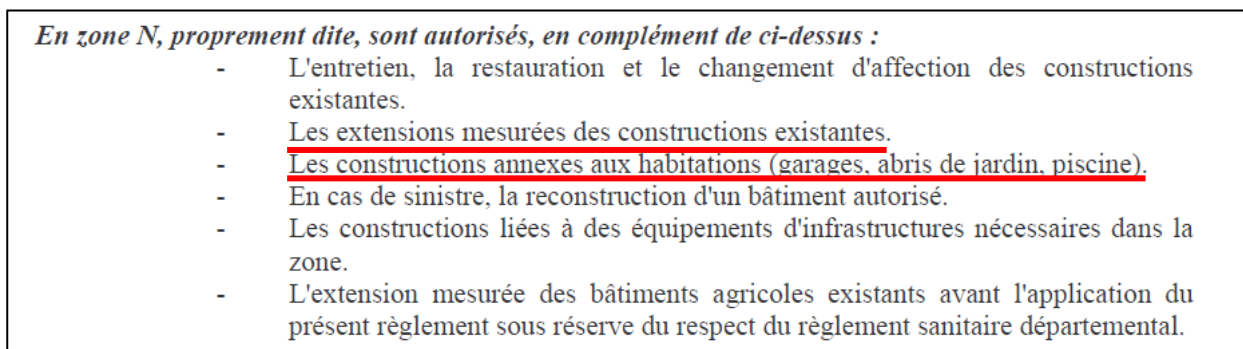 En zone N, proprement dite, sont autorisés, en complément de ci-dessus :
- L'entretien, la restauration et le changement d'affection des constructions
existantes.
- Les extensions mesurées des constructions existantes.
- Les constructions annexes aux habitations (garages, abris de jardin, piscine).
- En cas de sinistre, la reconstruction d'un bâtiment autorisé.
- Les constructions liées à des équipements d'infrastructures nécessaires dans la
zone.
- L'extension mesurée des bâtiments agricoles existants avant l'application du
présent règlement sous réserve du respect du règlement sanitaire départemental.